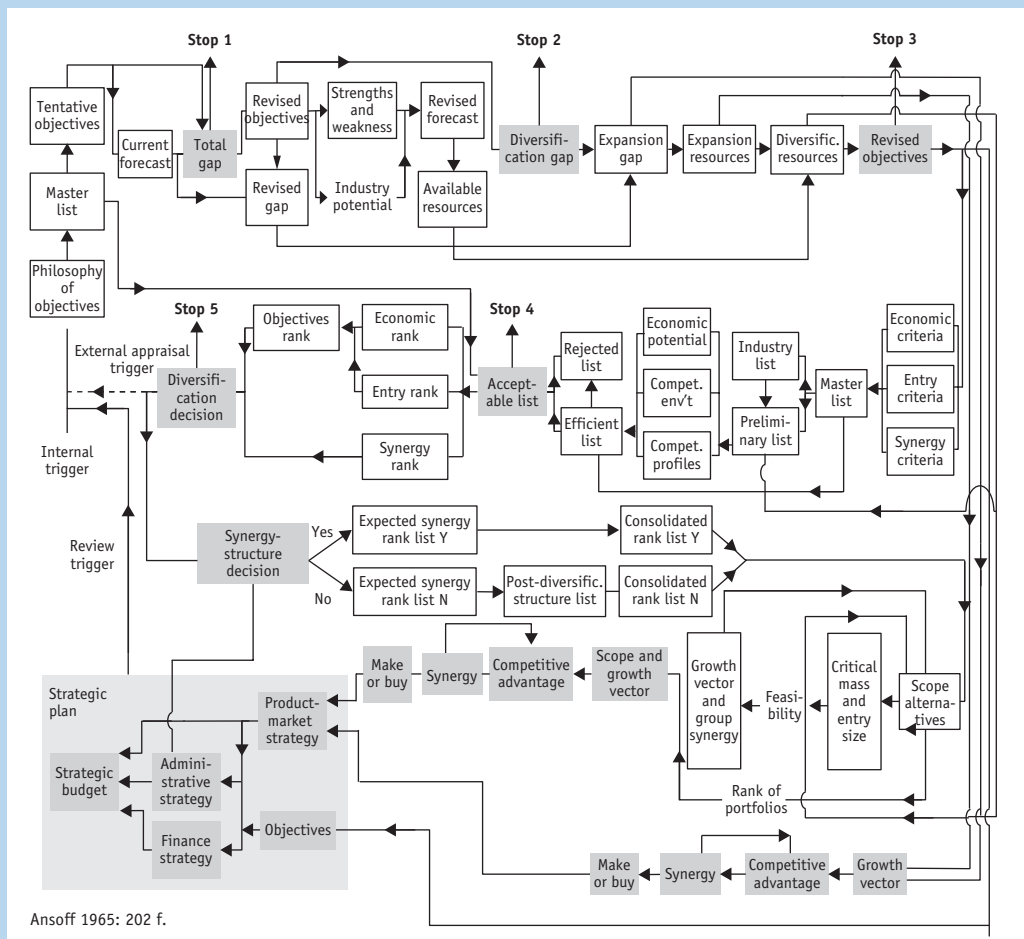 Stop 1
Stop 2
Stop 3
Tentative
objectives
Current
forecast
Total
gap
Revised
objectives
Strengths
and
weakness
Revised
forecast
Diversifi-
cation gap
Expansion
gap
Expansion
resources
Diversific.
resources
Revised
objectives
Master
list
Revised
gap
Industry
potential
Available
resources
Philosophy
of
objectives
Stop 5
Stop 4
External appraisal
trigger
Diversifi-
cation
decision
Objectives
rank
Economic
rank
Entry rank
Synergy
rank
Accept-
able list
Rejected
list
Efficient
list
Economic
potential
Compet.
env't
Compet.
profiles
Industry
list
Prelimi-
nary list
Master
list
Economic
criteria
Entry
criteria
Synergy
criteria
Internal
trigger
Review
trigger
Synergy-
structure
decision
Yes
No
Expected synergy
rank list Y
Consolidated
rank list Y
Expected synergy
rank list N
Post-diversific.
structure list
Consolidated
rank list N
Make
or buy
Synergy
Competitive
advantage
Scope and
growth
vector
Growth
vector
and
group
synergy
Feasi-
bility
Critical
mass
and
entry
size
Scope
alterna-
tives
Rank of
portfolios
Strategic
plan
Product-
market
strategy
Strategic
budget
Admini-
strative
strategy
Finance
strategy
Objectives
Make
or buy
Synergy
Competitive
advantage
Growth
vector
Ansoff 1965: 202 f.